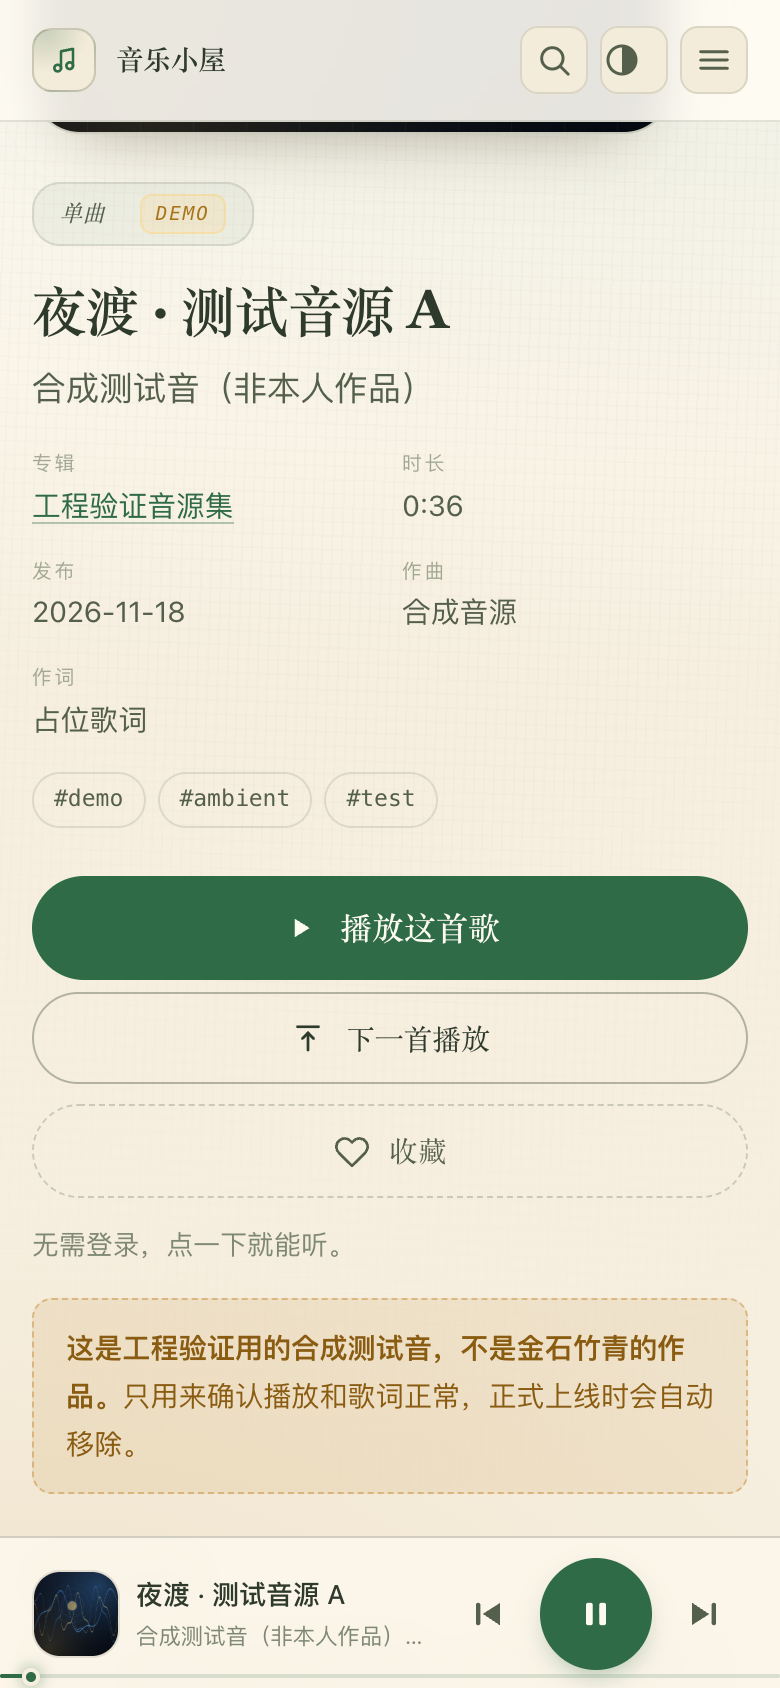 音乐小屋
单曲 DEMO
夜渡 · 测试音源 A
合成测试音（非本人作品）
专辑 时长
工程验证音源集 0:36
发布 作曲
2026-11-18 合成音源
作词
占位歌词
#demo #ambient #test
播放这首歌
下一首播放
收藏
无需登录，点一下就能听。
这是工程验证用的合成测试音，不是金石竹青的作
品。只用来确认播放和歌词正常，正式上线时会自动
移除。
夜渡 · 测试音源 A
合成测试音（非本人作品）...